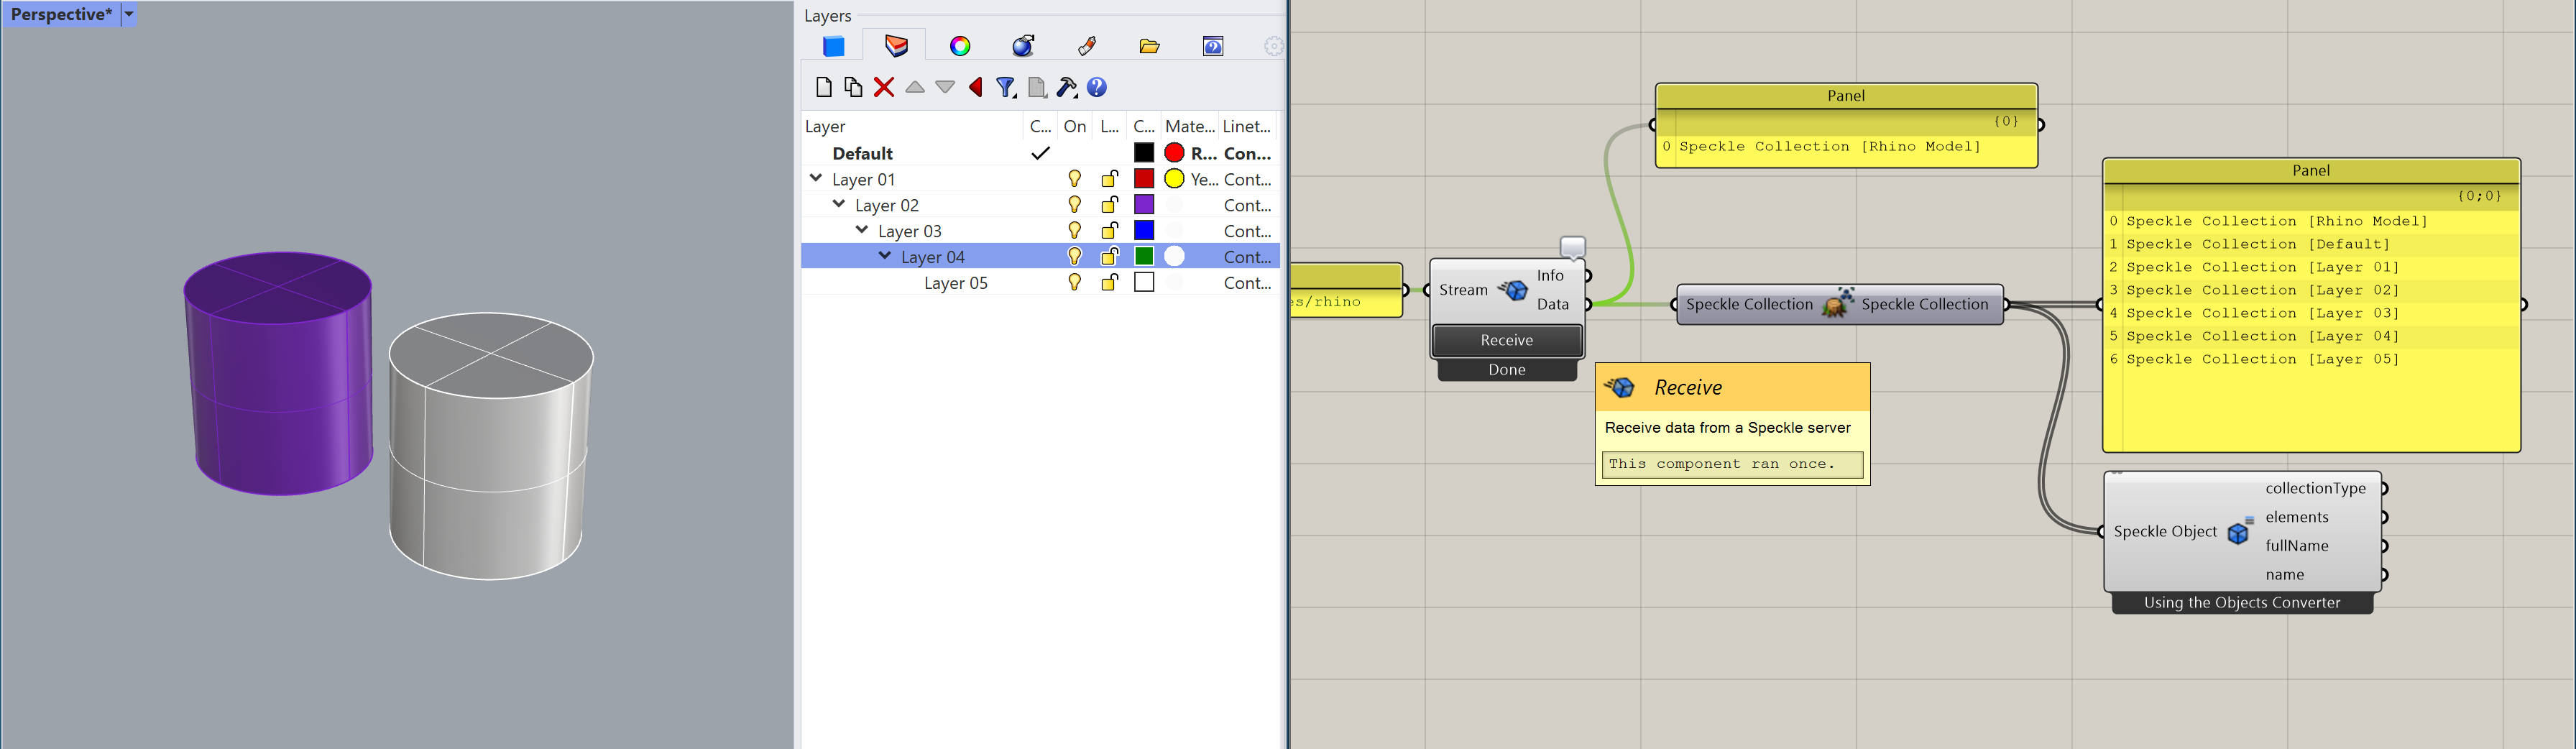 Perspective*
Layers
Layer C... On L... C... Mate... Linet...
Default R... Con...
Layer 01 Ye... Cont...
Layer 02 Cont...
Layer 03 Cont...
Layer 04 Cont...
Layer 05 Cont...
es/rhino
Stream
Info
Data
Receive
Done
Panel
{0}
0 Speckle Collection [Rhino Model]
Speckle Collection Speckle Collection
Receive
Receive data from a Speckle server
This component ran once.
Panel
{0;0}
0 Speckle Collection [Rhino Model]
1 Speckle Collection [Default]
2 Speckle Collection [Layer 01]
3 Speckle Collection [Layer 02]
4 Speckle Collection [Layer 03]
5 Speckle Collection [Layer 04]
6 Speckle Collection [Layer 05]
Speckle Object
collectionType
elements
fullName
name
Using the Objects Converter